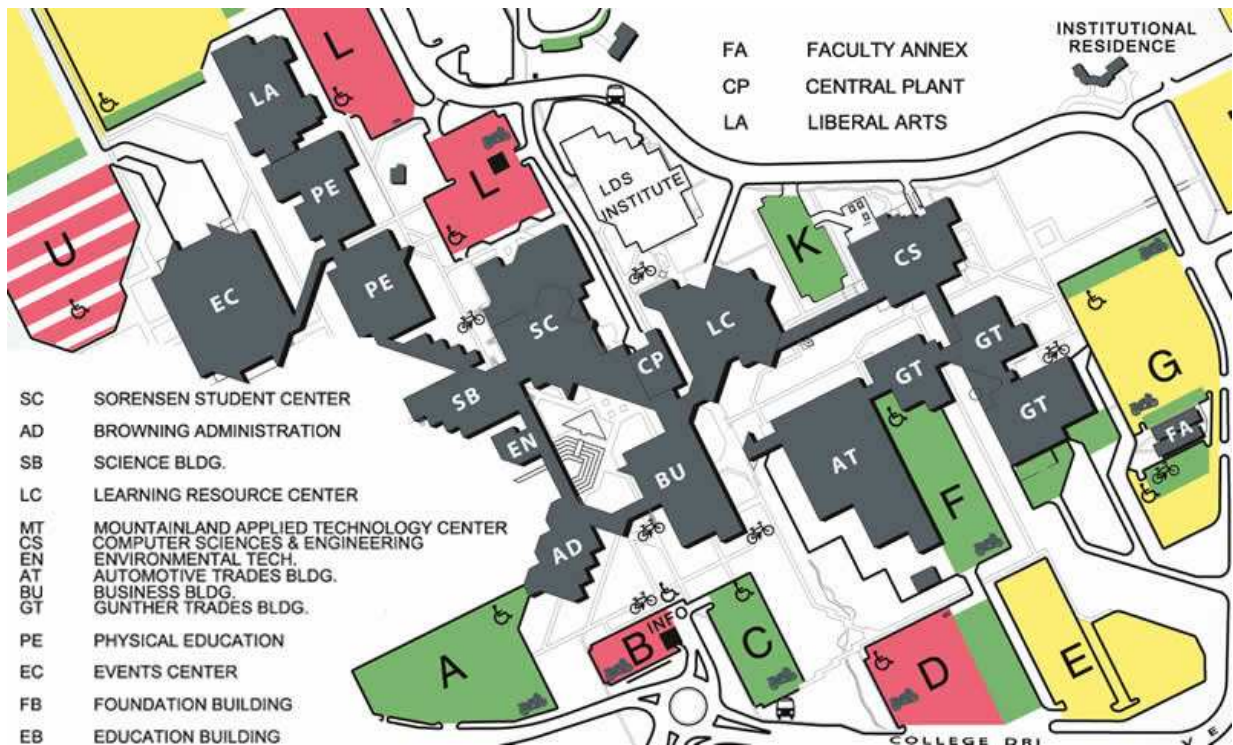 FA FACULTY ANNEX
CP CENTRAL PLANT
LA LIBERAL ARTS
INSTITUTIONAL
RESIDENCE
L
LA
PE
L
LDS
INSTITUTE
U
EC
PE
K
CS
SC
LC
CP
GT
GT
GT
G
FA
SB
EN
BU
AT
F
AD
A
B
INFO
C
D
E
COLLEGE DRI
V E
SC SORENSEN STUDENT CENTER
AD BROWNING ADMINISTRATION
SB SCIENCE BLDG.
LC LEARNING RESOURCE CENTER
MT MOUNTAINLAND APPLIED TECHNOLOGY CENTER
CS COMPUTER SCIENCES & ENGINEERING
EN ENVIRONMENTAL TECH.
AT AUTOMOTIVE TRADES BLDG.
BU BUSINESS BLDG.
GT GUNTHER TRADES BLDG.
PE PHYSICAL EDUCATION
EC EVENTS CENTER
FB FOUNDATION BUILDING
EB EDUCATION BUILDING